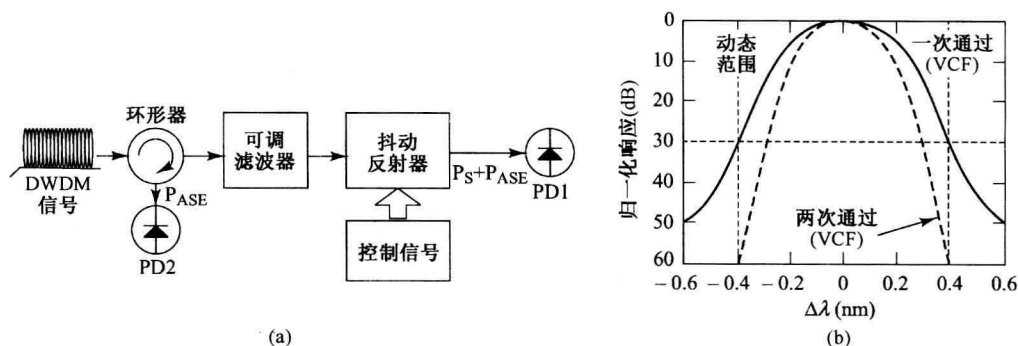 环形器
DWDM
信号
P_ASE
PD2
可调
滤波器
抖动
反射器
控制信号
P_S+P_ASE
PD1
(a)
归一化响应(dB)
0
10
20
30
40
50
60
动态
范围
一次通过
(VCF)
两次通过
(VCF)
－0.6 －0.4 －0.2 0 0.2 0.4 0.6
Δλ (nm)
(b)